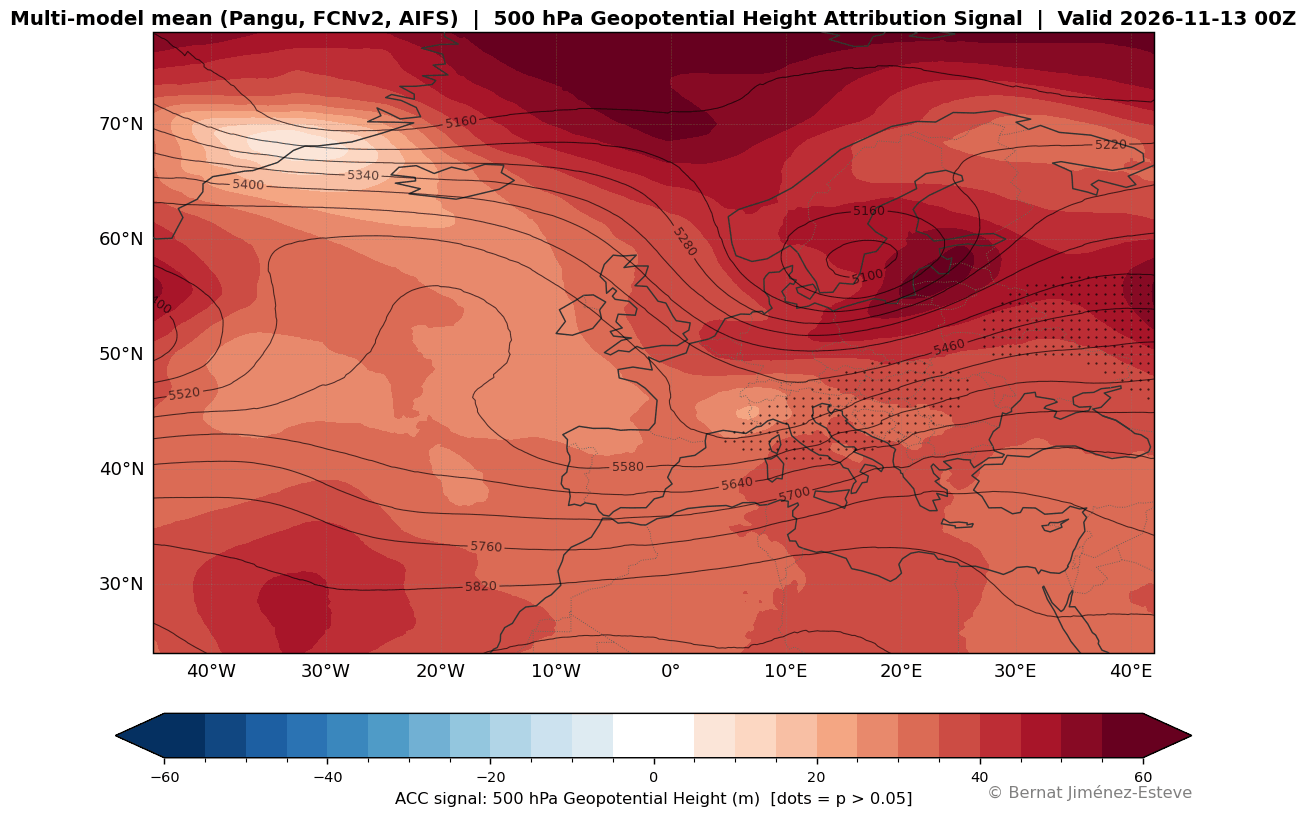 Multi-model mean (Pangu, FCNv2, AIFS)  |  500 hPa Geopotential Height Attribution Signal  |  Valid 2026-11-13 00Z
70°N
60°N
50°N
40°N
30°N
5160
5220
5340
5400
5160
5280
5100
5460
5520
5580
5640
5700
5760
5820
40°W 30°W 20°W 10°W 0° 10°E 20°E 30°E 40°E
−60 −40 −20 0 20 40 60
ACC signal: 500 hPa Geopotential Height (m)  [dots = p > 0.05]
© Bernat Jiménez-Esteve